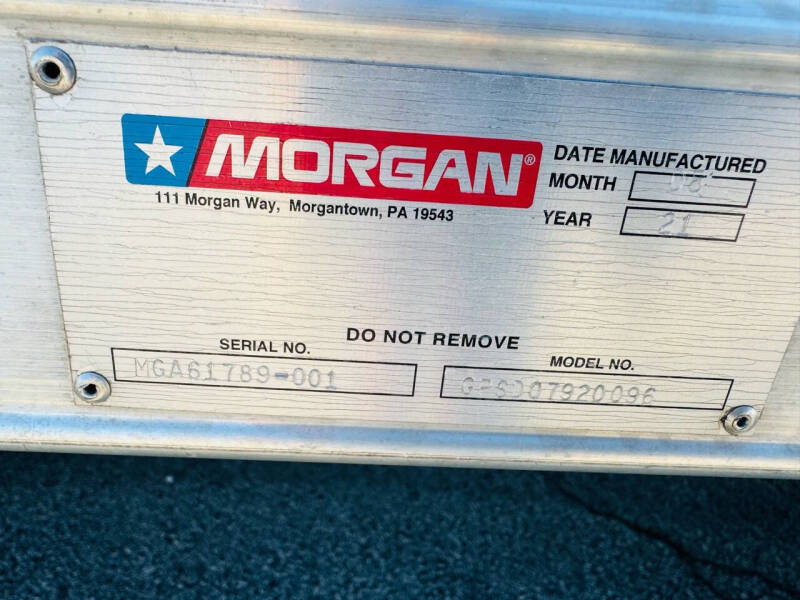 MORGAN®
111 Morgan Way, Morgantown, PA 19543
DATE MANUFACTURED
MONTH
YEAR 21
DO NOT REMOVE
SERIAL NO.
MGA61789-001
MODEL NO.